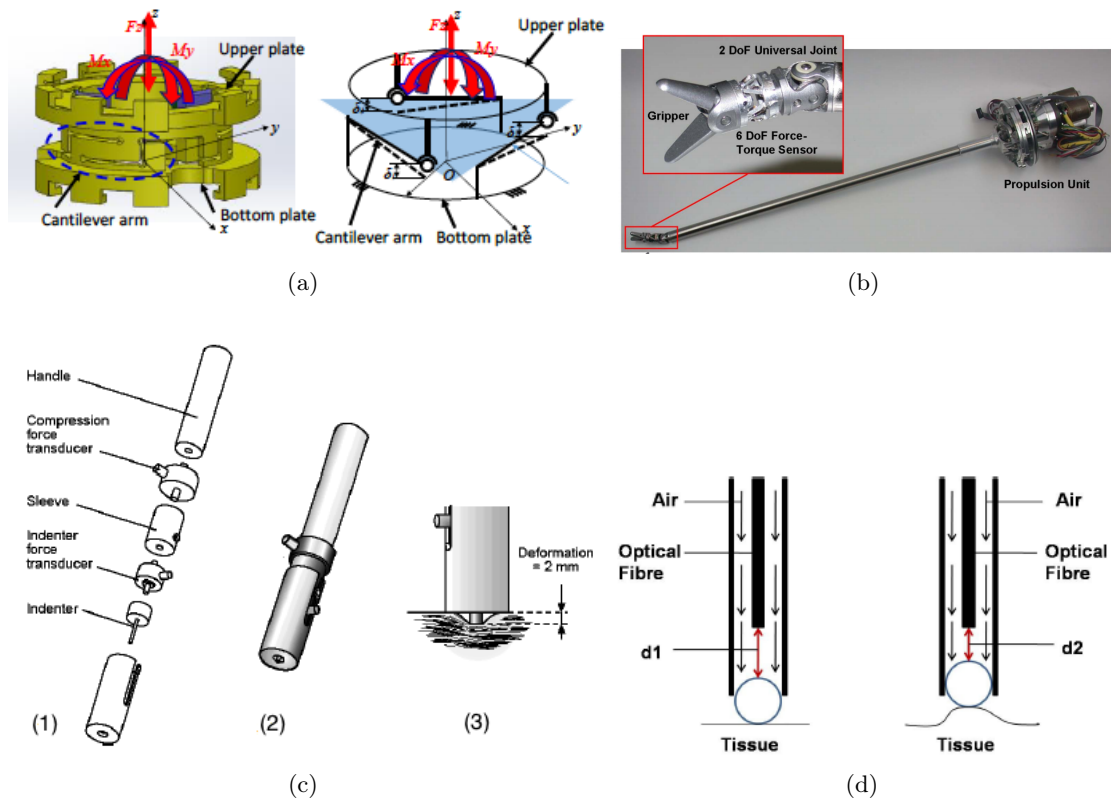 Fz
z
Mx
My
Upper plate
y
Cantilever arm
Bottom plate
x
Fz
z
Mx
My
Upper plate
δ
δ
δ
y
O
x
Cantilever arm
Bottom plate
(a)
2 DoF Universal Joint
Gripper
6 DoF Force-
Torque Sensor
Propulsion Unit
(b)
Handle
Compression
force
transducer
Sleeve
Indenter
force
transducer
Indenter
(1)
(2)
Deformation
= 2 mm
(3)
(c)
Air
Optical
Fibre
d1
Tissue
Air
Optical
Fibre
d2
Tissue
(d)